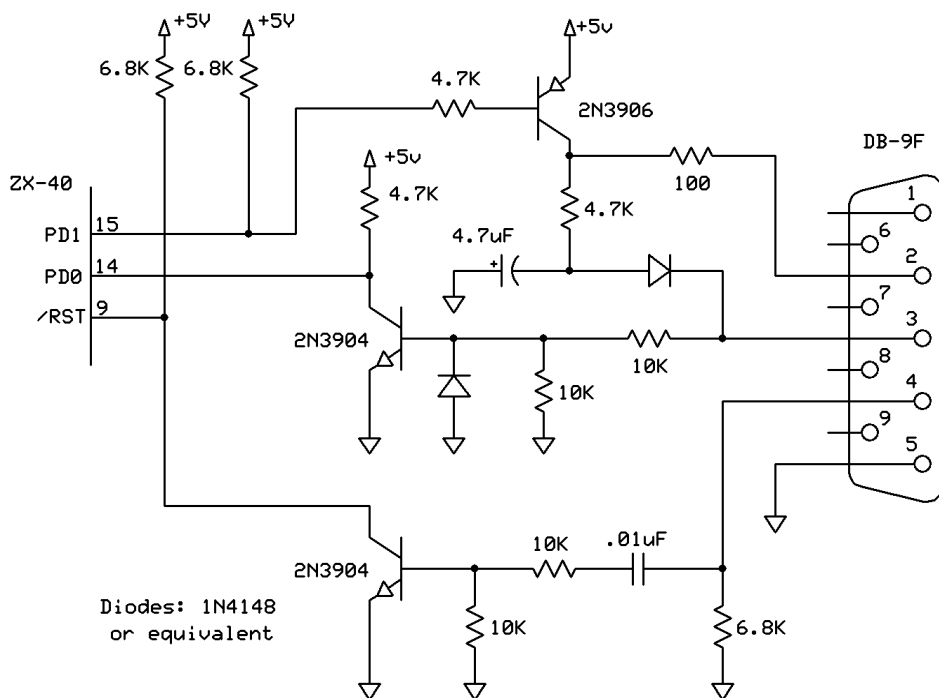 +5V
+5V
+5v
6.8K
6.8K
4.7K
2N3906
DB-9F
+5v
ZX-40
4.7K
100
1
15
4.7K
PD1
6
4.7uF
14
2
PD0
+
7
9
3
/RST
2N3904
8
10K
4
10K
9
5
.01uF
10K
2N3904
Diodes: 1N4148
or equivalent
10K
6.8K